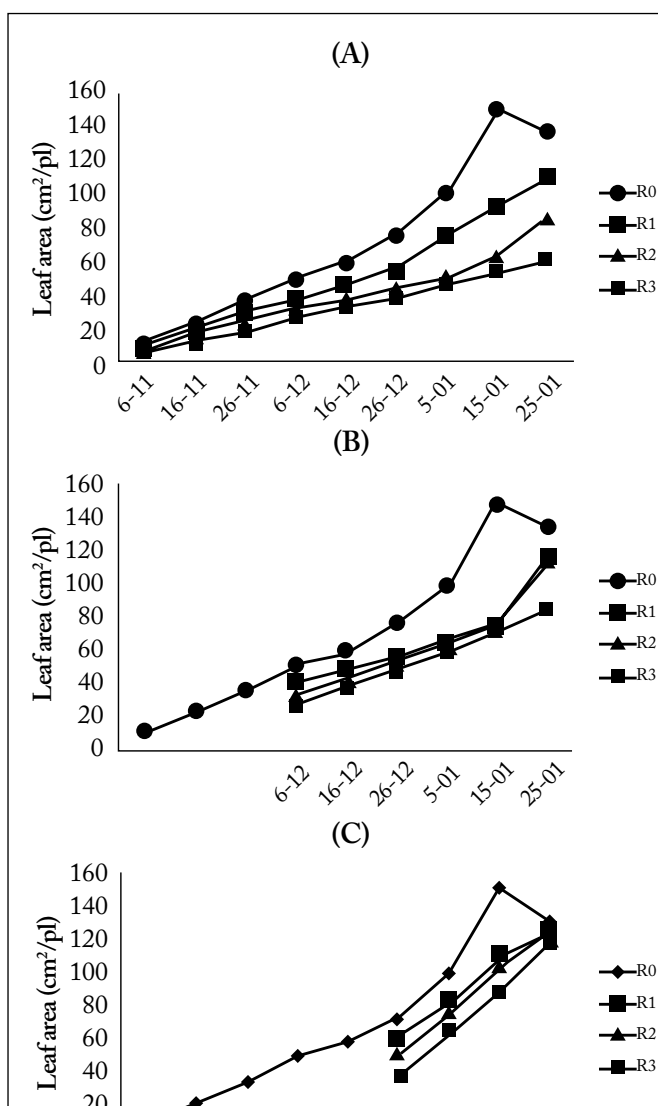 (A)
Leaf area (cm²/pl)
160
140
120
100
80
60
40
20
0
6-11
16-11
26-11
6-12
16-12
26-12
5-01
15-01
25-01
R0
R1
R2
R3
(B)
Leaf area (cm²/pl)
160
140
120
100
80
60
40
20
0
6-12
16-12
26-12
5-01
15-01
25-01
R0
R1
R2
R3
(C)
Leaf area (cm²/pl)
160
140
120
100
80
60
40
20
R0
R1
R2
R3